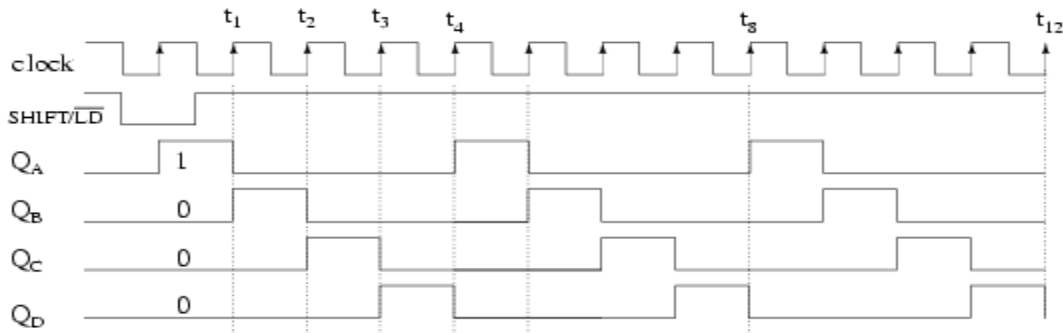 t1 t2 t3 t4 t8 t12
clock
SHIFT/LD
QA 1
QB 0
QC 0
QD 0